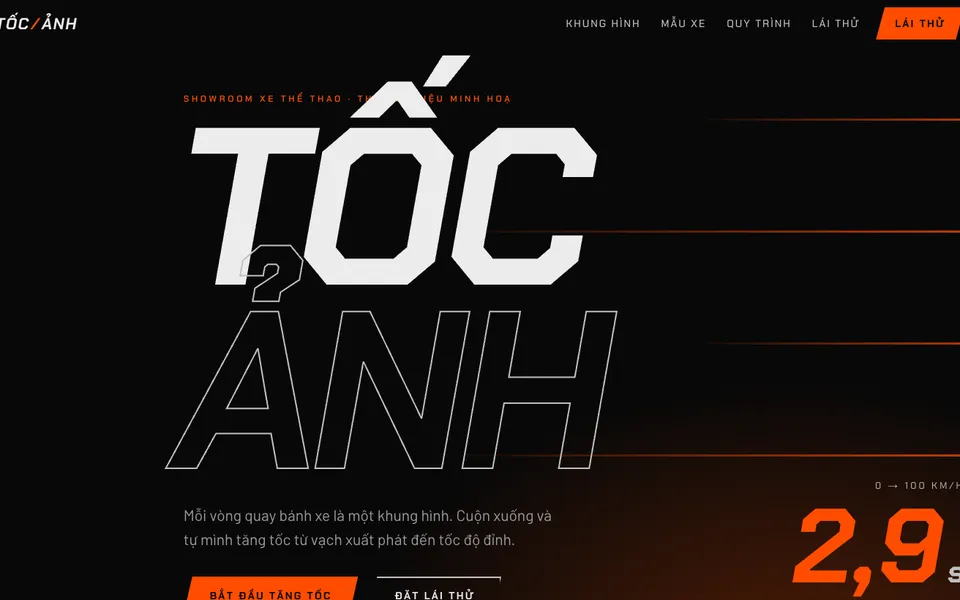 TỐC/ẢNH
KHUNG HÌNH
MẪU XE
QUY TRÌNH
LÁI THỬ
LÁI THỬ
SHOWROOM XE THỂ THAO · MINH HOẠ
TỐC
ẢNH
Mỗi vòng quay bánh xe là một khung hình. Cuộn xuống và
tự mình tăng tốc từ vạch xuất phát đến tốc độ đỉnh.
0 → 100 KM/H
2,9 s
BẮT ĐẦU TĂNG TỐC
ĐẶT LÁI THỬ